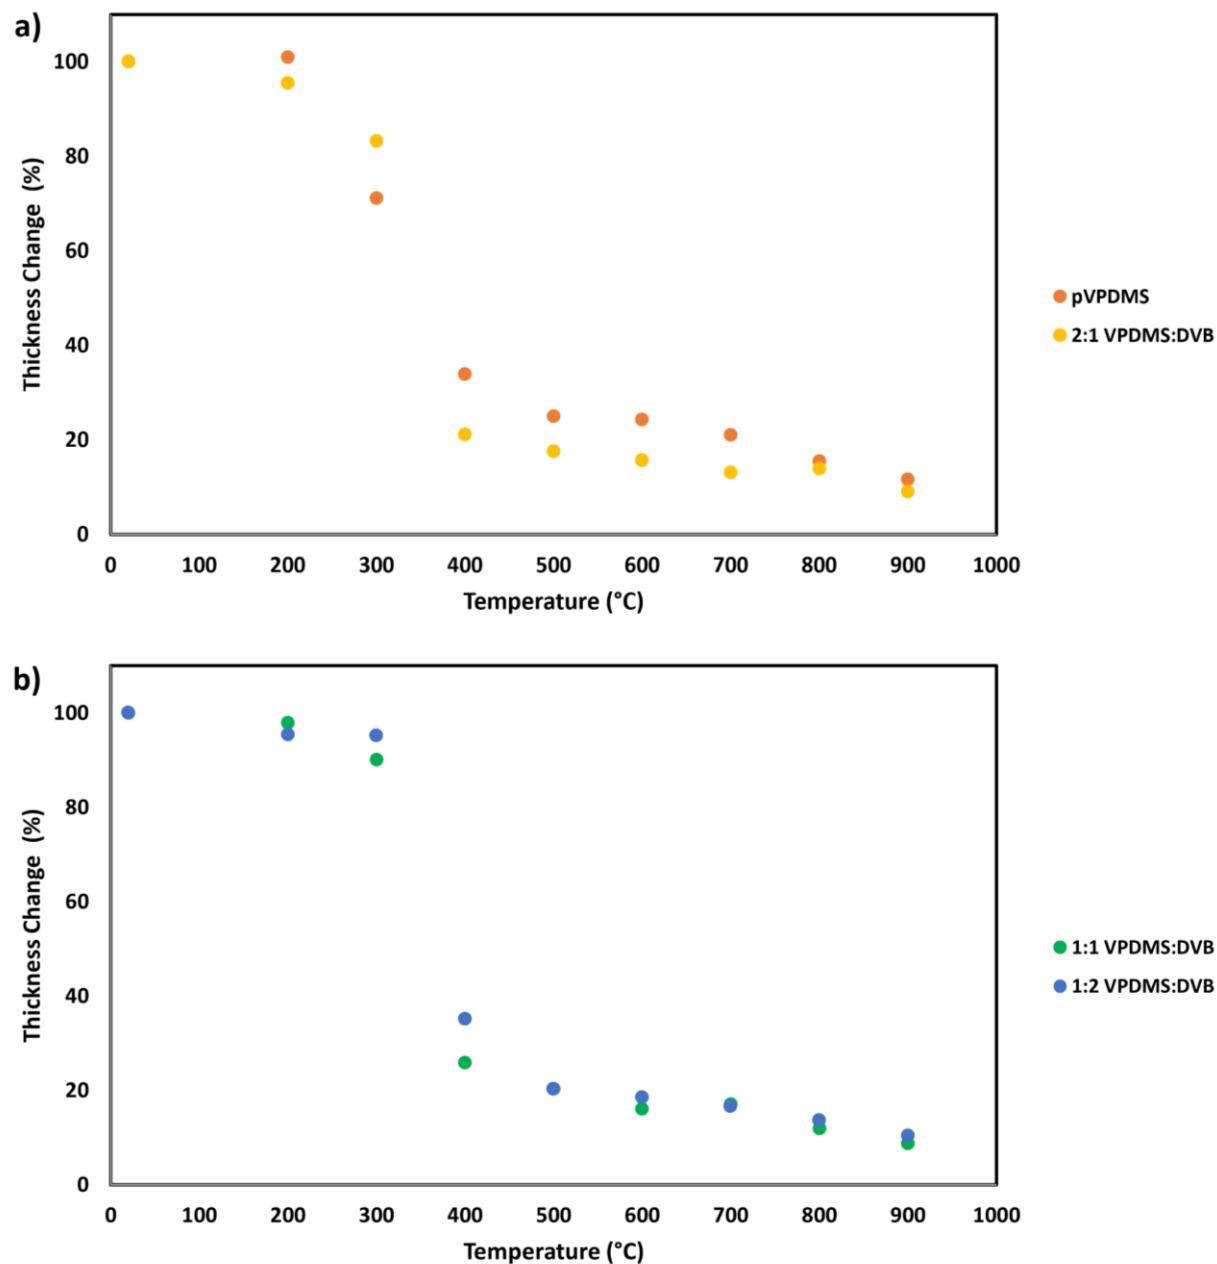 a)
Thickness Change (%)
100
80
60
40
20
0
0 100 200 300 400 500 600 700 800 900 1000
Temperature (°C)
pVPDMS
2:1 VPDMS:DVB
b)
Thickness Change (%)
100
80
60
40
20
0
0 100 200 300 400 500 600 700 800 900 1000
Temperature (°C)
1:1 VPDMS:DVB
1:2 VPDMS:DVB